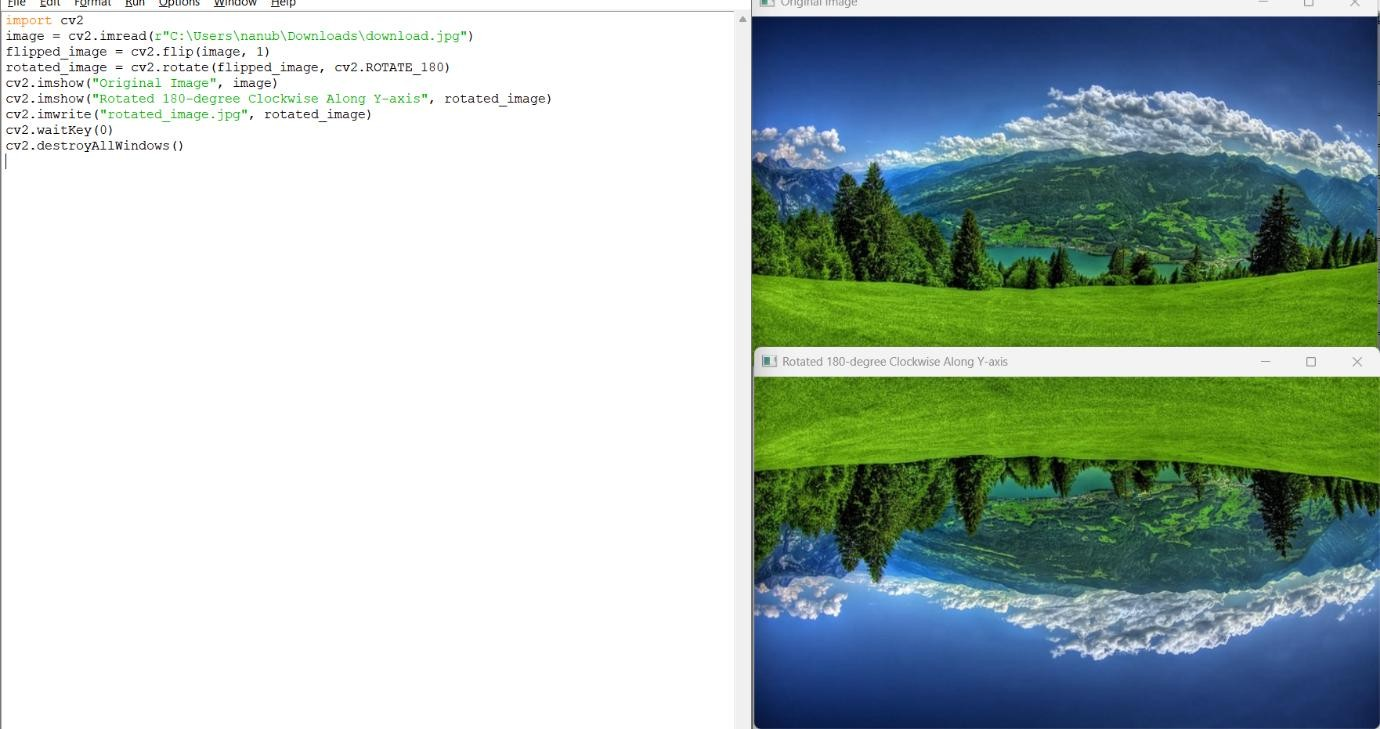 File Edit Format Run Options Window Help
import cv2
image = cv2.imread(r"C:\Users\nanub\Downloads\download.jpg")
flipped_image = cv2.flip(image, 1)
rotated_image = cv2.rotate(flipped_image, cv2.ROTATE_180)
cv2.imshow("Original Image", image)
cv2.imshow("Rotated 180-degree Clockwise Along Y-axis", rotated_image)
cv2.imwrite("rotated_image.jpg", rotated_image)
cv2.waitKey(0)
cv2.destroyAllWindows()
Original Image
Rotated 180-degree Clockwise Along Y-axis